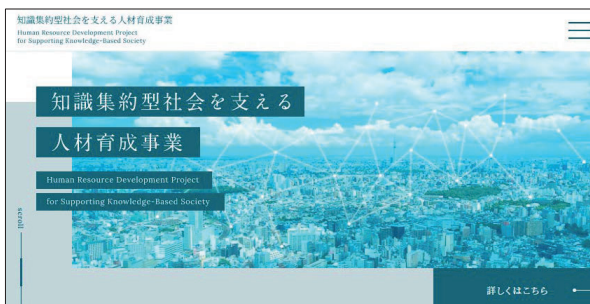 知識集約型社会を支える人材育成事業
Human Resource Development Project
for Supporting Knowledge-Based Society
知識集約型社会を支える
人材育成事業
Human Resource Development Project
for Supporting Knowledge-Based Society
scroll
詳しくはこちら